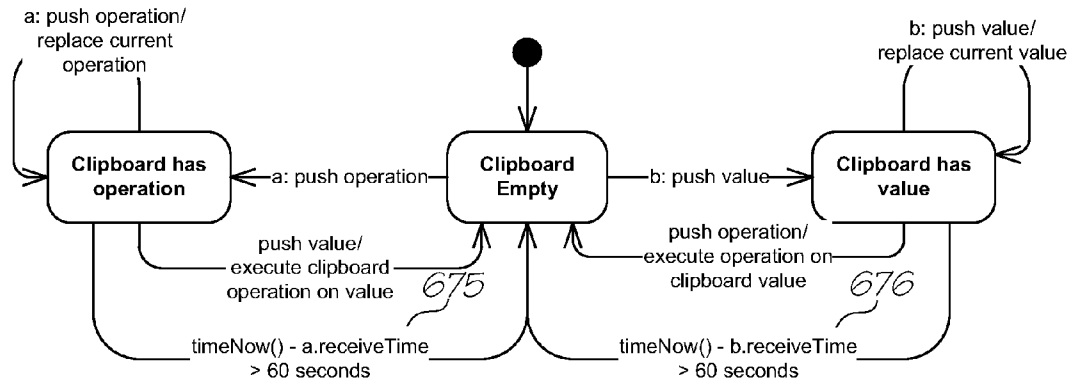 a: push operation/
replace current
operation
b: push value/
replace current value
Clipboard has
operation
a: push operation
Clipboard
Empty
b: push value
Clipboard has
value
push value/
execute clipboard
operation on value
675
push operation/
execute operation on
clipboard value
676
timeNow() - a.receiveTime
> 60 seconds
timeNow() - b.receiveTime
> 60 seconds